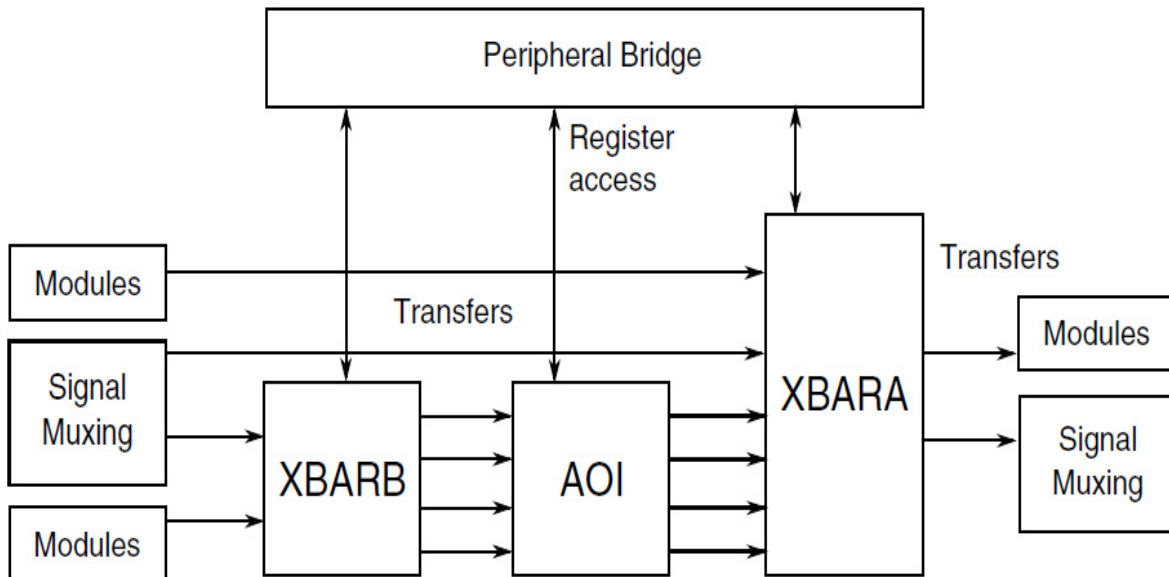 Peripheral Bridge
Register
access
Modules
Transfers
Transfers
Modules
Signal
Muxing
XBARA
XBARB
AOI
Signal
Muxing
Modules